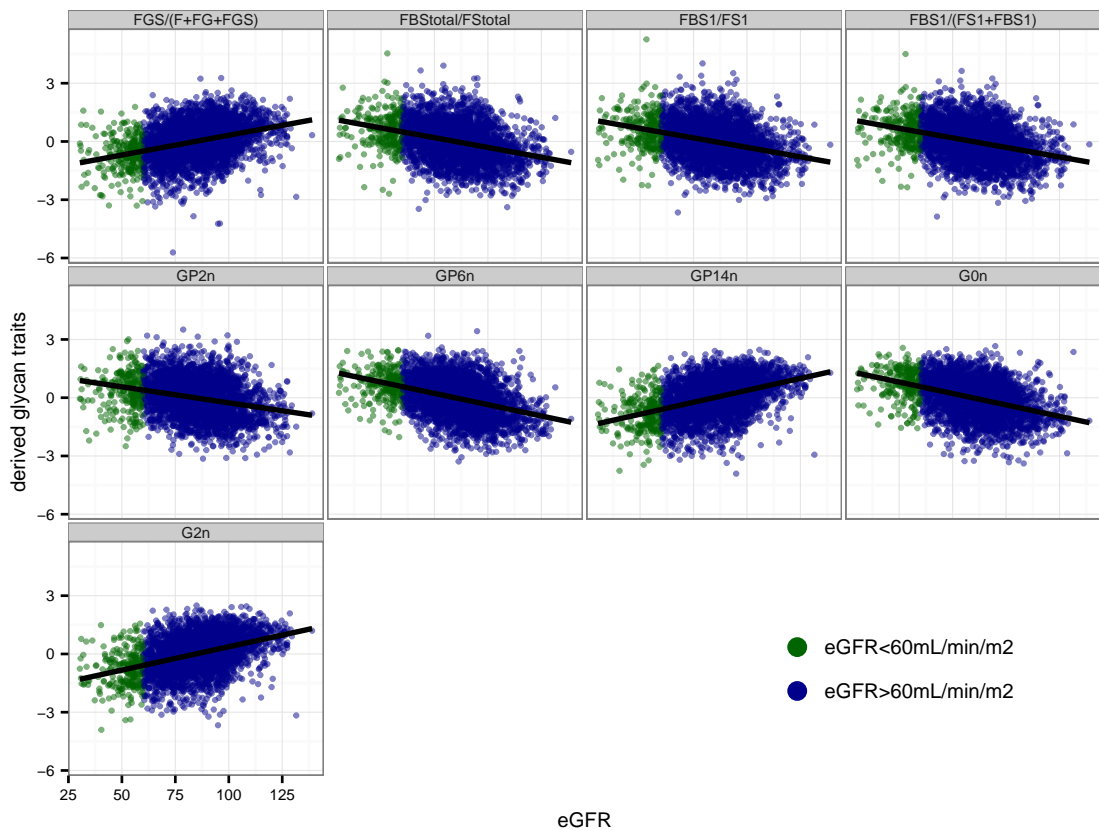 FGS/(F+FG+FGS) FBStotal/FStotal FBS1/FS1 FBS1/(FS1+FBS1)
3
0
−3
−6
GP2n GP6n GP14n G0n
3
0
−3
−6
G2n
3
0
−3
−6
25 50 75 100 125
derived glycan traits
eGFR
eGFR<60mL/min/m2
eGFR>60mL/min/m2